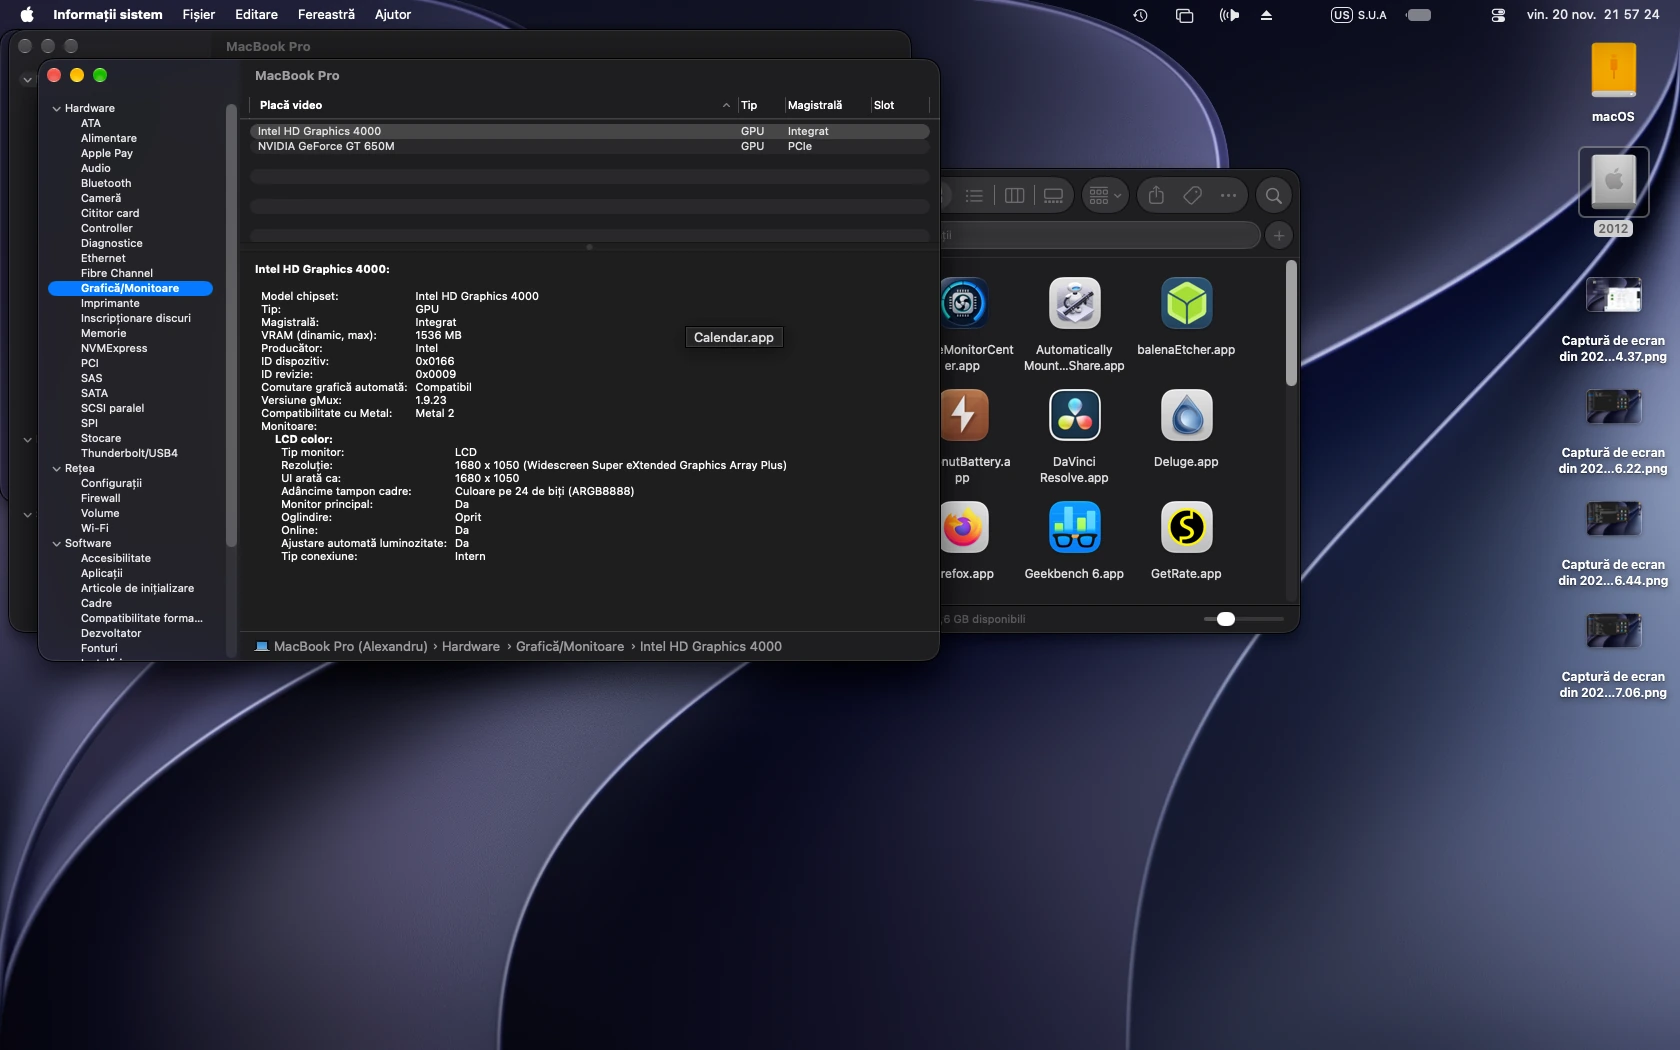 Informații sistem Fișier Editare Fereastră Ajutor
US S.U.A
vin. 20 nov. 21 57 24
MacBook Pro
MacBook Pro
Hardware
ATA
Alimentare
Apple Pay
Audio
Bluetooth
Cameră
Cititor card
Controller
Diagnostice
Ethernet
Fibre Channel
Grafică/Monitoare
Imprimante
Inscripționare discuri
Memorie
NVMExpress
PCI
SAS
SATA
SCSI paralel
SPI
Stocare
Thunderbolt/USB4
Rețea
Configurații
Firewall
Volume
Wi-Fi
Software
Accesibilitate
Aplicații
Articole de inițializare
Cadre
Compatibilitate forma...
Dezvoltator
Fonturi
Placă video Tip Magistrală Slot
Intel HD Graphics 4000 GPU Integrat
NVIDIA GeForce GT 650M GPU PCIe
Intel HD Graphics 4000:
Model chipset: Intel HD Graphics 4000
Tip: GPU
Magistrală: Integrat
VRAM (dinamic, max): 1536 MB
Producător: Intel
ID dispozitiv: 0x0166
ID revizie: 0x0009
Comutare grafică automată: Compatibil
Versiune gMux: 1.9.23
Compatibilitate cu Metal: Metal 2
Monitoare:
LCD color:
Tip monitor: LCD
Rezoluție: 1680 x 1050 (Widescreen Super eXtended Graphics Array Plus)
UI arată ca: 1680 x 1050
Adâncime tampon cadre: Culoare pe 24 de biți (ARGB8888)
Monitor principal: Da
Oglindire: Oprit
Online: Da
Ajustare automată luminozitate: Da
Tip conexiune: Intern
MacBook Pro (Alexandru) › Hardware › Grafică/Monitoare › Intel HD Graphics 4000
Calendar.app
eMonitorCent
er.app
Automatically
Mount...Share.app
balenaEtcher.app
nutBattery.a
pp
DaVinci
Resolve.app
Deluge.app
refox.app
Geekbench 6.app
GetRate.app
,6 GB disponibili
macOS
2012
Captură de ecran
din 202...4.37.png
Captură de ecran
din 202...6.22.png
Captură de ecran
din 202...6.44.png
Captură de ecran
din 202...7.06.png